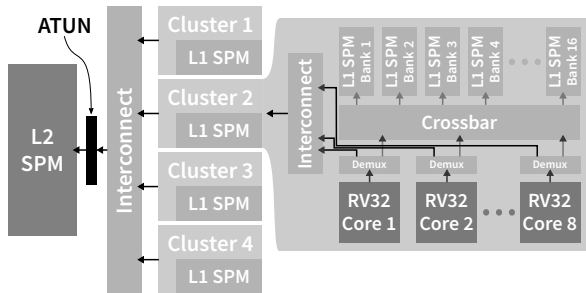 ATUN
L2
SPM
Interconnect
Cluster 1
L1 SPM
Cluster 2
L1 SPM
Cluster 3
L1 SPM
Cluster 4
L1 SPM
Interconnect
L1 SPM
Bank 1
L1 SPM
Bank 2
L1 SPM
Bank 3
L1 SPM
Bank 4
L1 SPM
Bank 16
Crossbar
Demux
Demux
Demux
RV32
Core 1
RV32
Core 2
RV32
Core 8